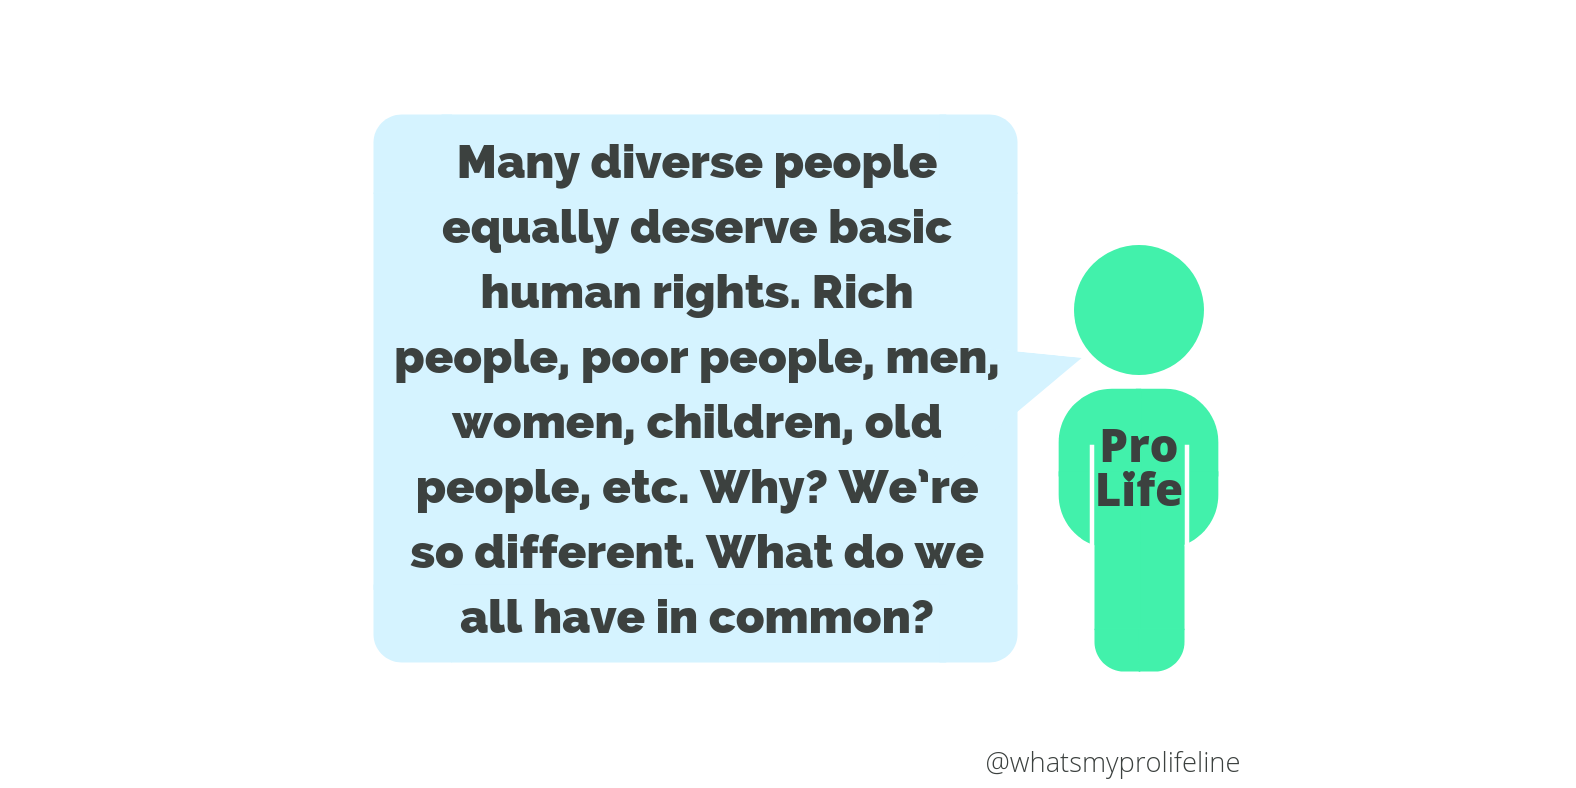 Many diverse people
equally deserve basic
human rights. Rich
people, poor people, men,
women, children, old
people, etc. Why? We’re
so different. What do we
all have in common?
Pro
Life
@whatsmyprolifeline